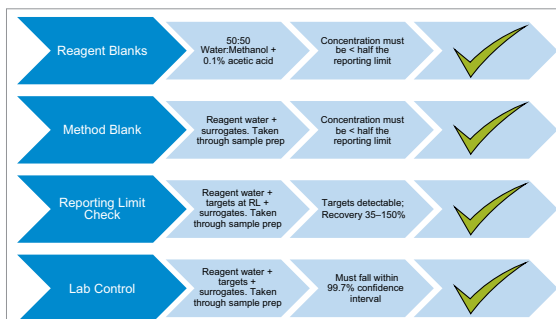 Reagent Blanks
50:50
Water:Methanol +
0.1% acetic acid
Concentration must
be < half the
reporting limit
Method Blank
Reagent water +
surrogates. Taken
through sample prep
Concentration must
be < half the
reporting limit
Reporting Limit
Check
Reagent water +
targets at RL +
surrogates. Taken
through sample prep
Targets detectable;
Recovery 35–150%
Lab Control
Reagent water +
targets +
surrogates. Taken
through sample prep
Must fall within
99.7% confidence
interval